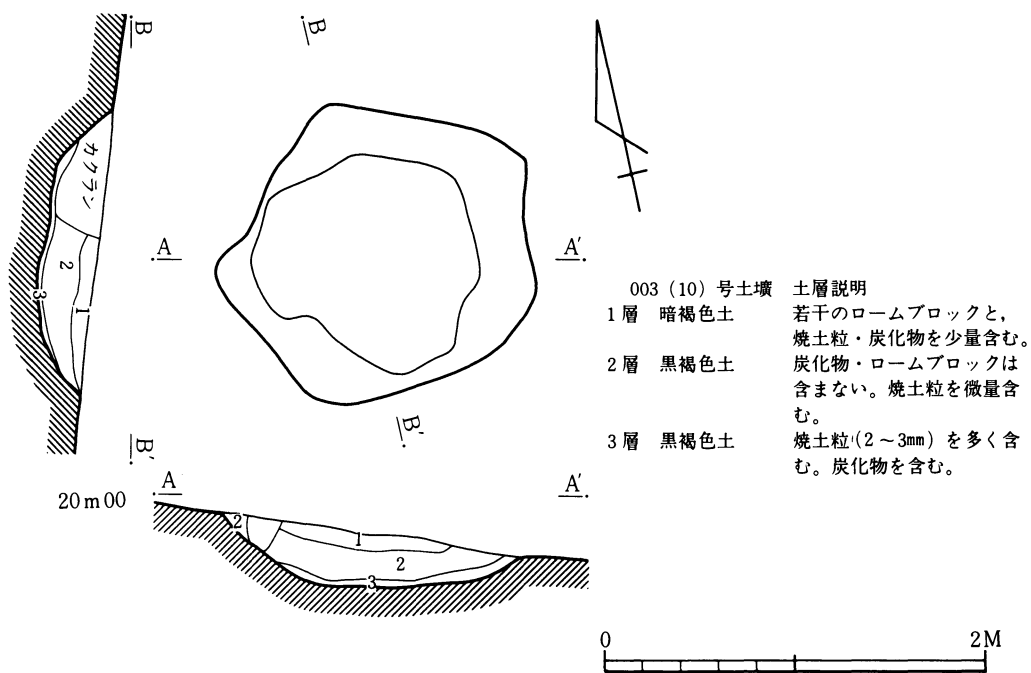 B
B
カクラン
2
3
1
B'
A
A'
B'
003（10）号土壙 土層説明
1層 暗褐色土 若干のロームブロックと，
焼土粒・炭化物を少量含む。
2層 黒褐色土 炭化物・ロームブロックは
含まない。焼土粒を微量含
む。
3層 黒褐色土 焼土粒（2～3㎜）を多く含
む。炭化物を含む。
20m00
A
A'
2
1
2
3
0 2M